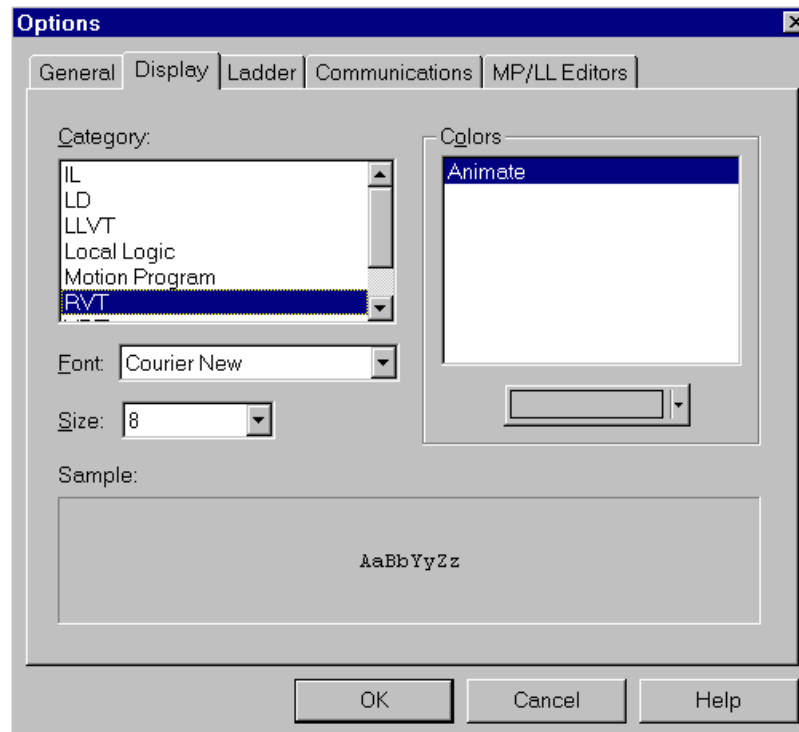 Options
General Display Ladder Communications MP/LL Editors
Category:
IL
LD
LLVT
Local Logic
Motion Program
RVT
Font: Courier New
Size: 8
Colors
Animate
Sample:
AaBbYyZz
OK Cancel Help